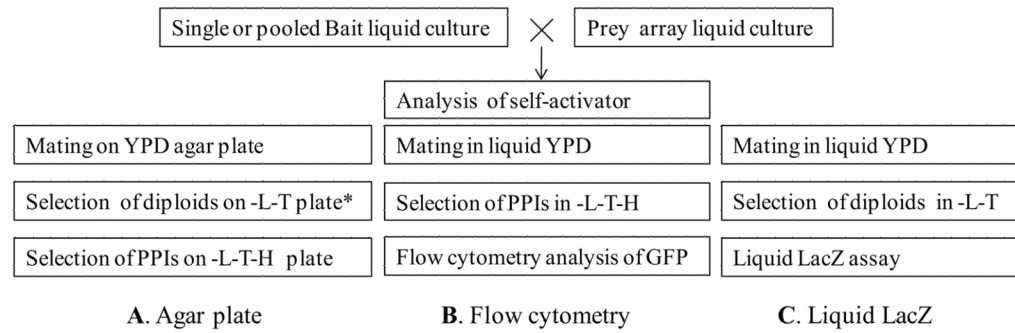 Single or pooled Bait liquid culture
Prey array liquid culture
Analysis of self-activator
Mating on YPD agar plate
Mating in liquid YPD
Mating in liquid YPD
Selection of diploids on -L-T plate*
Selection of PPIs in -L-T-H
Selection of diploids in -L-T
Selection of PPIs on -L-T-H plate
Flow cytometry analysis of GFP
Liquid LacZ assay
A. Agar plate
B. Flow cytometry
C. Liquid LacZ